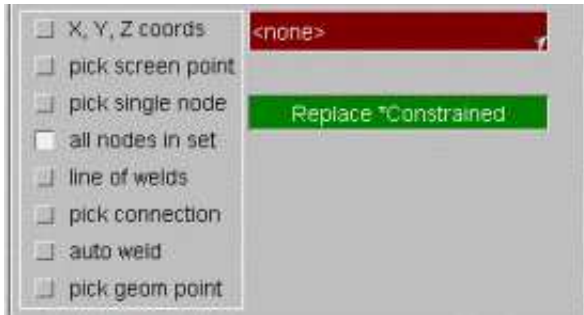 X, Y, Z coords
pick screen point
pick single node
all nodes in set
line of welds
pick connection
auto weld
pick geom point
<none>
Replace *Constrained